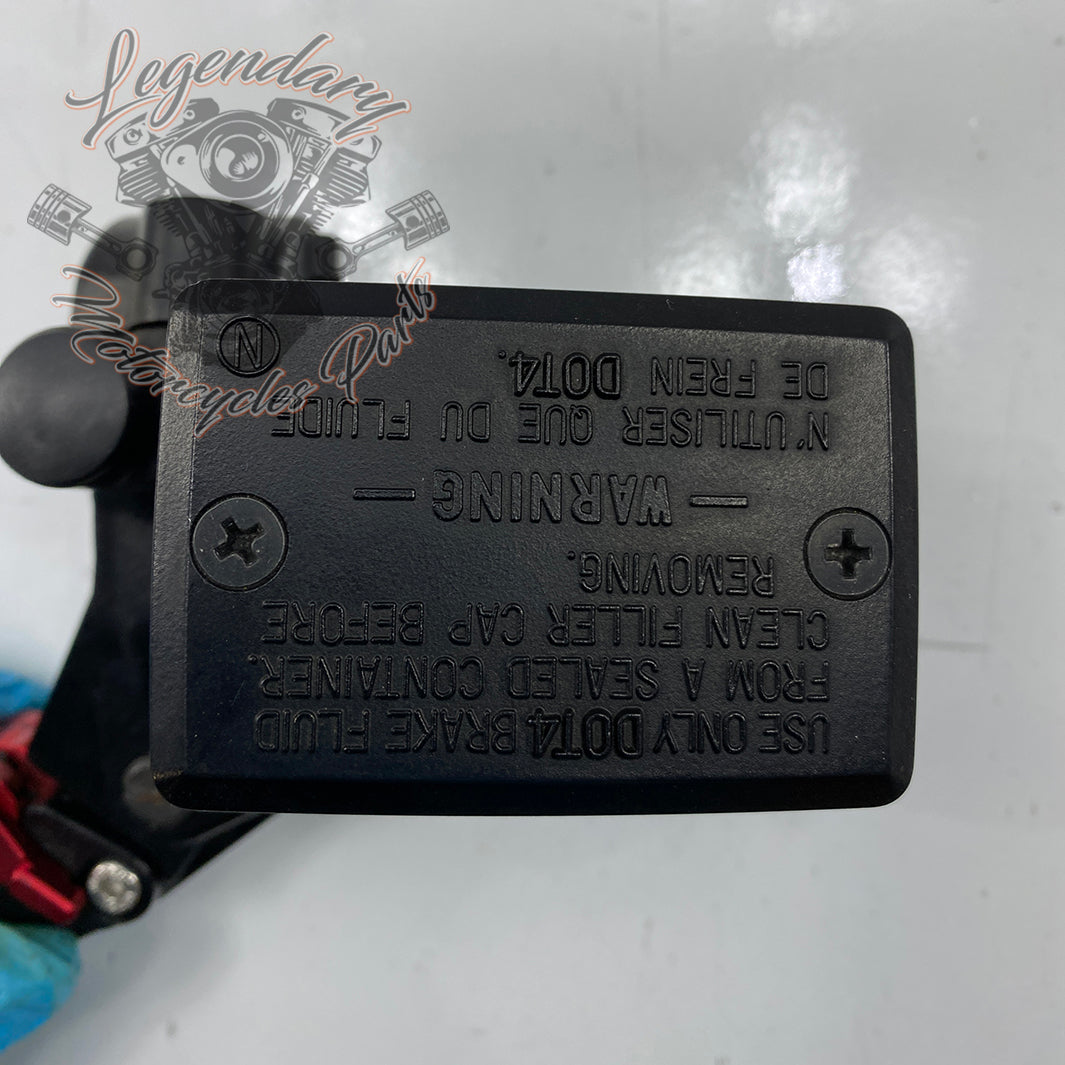 Legendary
Motorcycles Parts
USE ONLY DOT4 BRAKE FLUID
FROM A SEALED CONTAINER.
CLEAN FILLER CAP BEFORE
REMOVING.
— WARNING —
N'UTILISER QUE DU FLUIDE
DE FREIN DOT4.
N